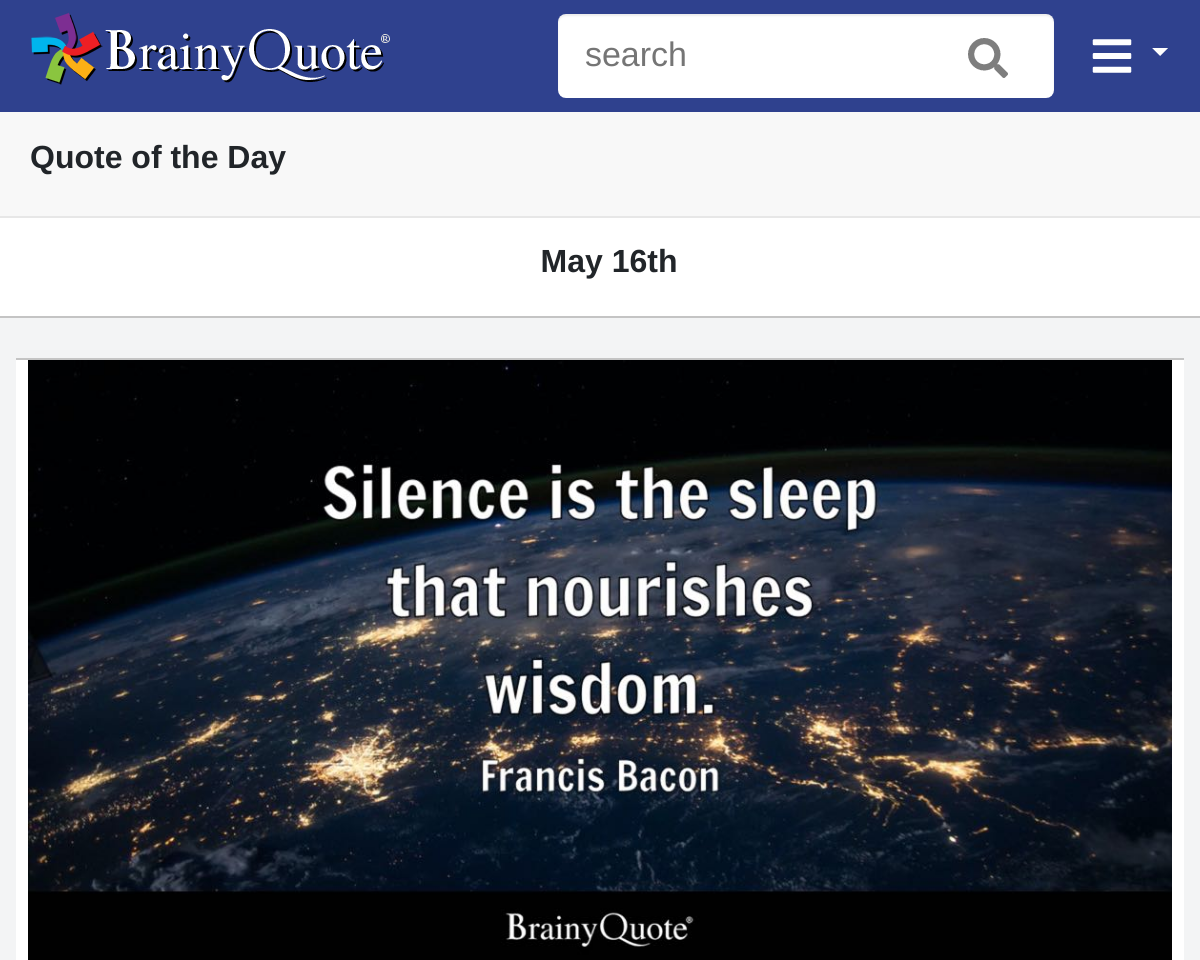 BrainyQuote®
search
Quote of the Day
May 16th
Silence is the sleep
that nourishes
wisdom.
Francis Bacon
BrainyQuote®